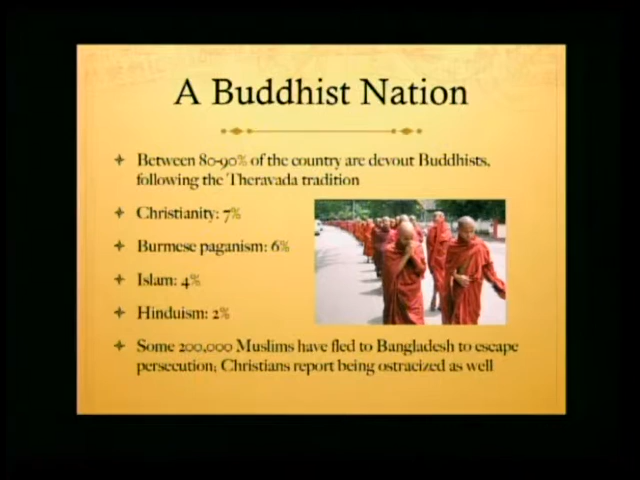 A Buddhist Nation
Between 80-90% of the country are devout Buddhists,
following the Theravada tradition
Christianity: 7%
Burmese paganism: 6%
Islam: 4%
Hinduism: 2%
Some 200,000 Muslims have fled to Bangladesh to escape
persecution; Christians report being ostracized as well